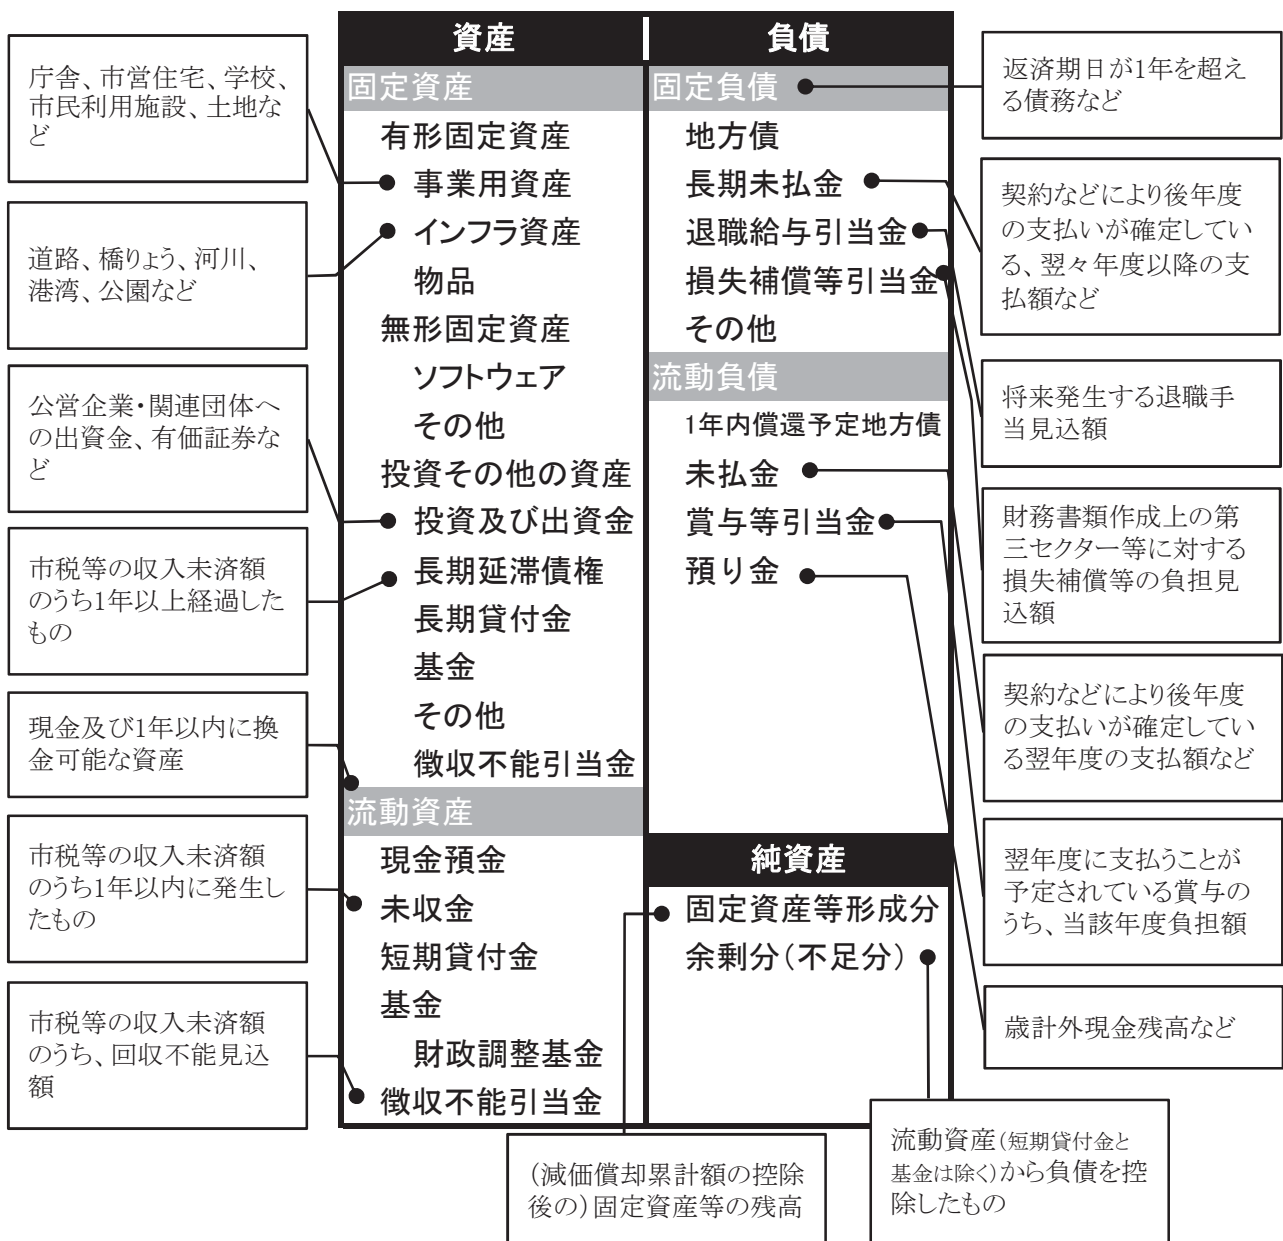 資産
負債
固定資産
有形固定資産
事業用資産
インフラ資産
物品
無形固定資産
ソフトウェア
その他
投資その他の資産
投資及び出資金
長期延滞債権
長期貸付金
基金
その他
徴収不能引当金
流動資産
現金預金
未収金
短期貸付金
基金
財政調整基金
徴収不能引当金
固定負債
地方債
長期未払金
退職給与引当金
損失補償等引当金
その他
流動負債
1年内償還予定地方債
未払金
賞与等引当金
預り金
純資産
固定資産等形成分
余剰分(不足分)
庁舎、市営住宅、学校、
市民利用施設、土地な
ど
道路、橋りょう、河川、
港湾、公園など
公営企業・関連団体へ
の出資金、有価証券な
ど
市税等の収入未済額
のうち1年以上経過した
もの
現金及び1年以内に換
金可能な資産
市税等の収入未済額
のうち1年以内に発生し
たもの
市税等の収入未済額
のうち、回収不能見込
額
返済期日が1年を超え
る債務など
契約などにより後年度
の支払いが確定してい
る、翌々年度以降の支
払額など
将来発生する退職手
当見込額
財務書類作成上の第
三セクター等に対する
損失補償等の負担見
込額
契約などにより後年度
の支払いが確定してい
る翌年度の支払額など
翌年度に支払うことが
予定されている賞与の
うち、当該年度負担額
歳計外現金残高など
(減価償却累計額の控除
後の)固定資産等の残高
流動資産(短期貸付金と
基金は除く)から負債を控
除したもの